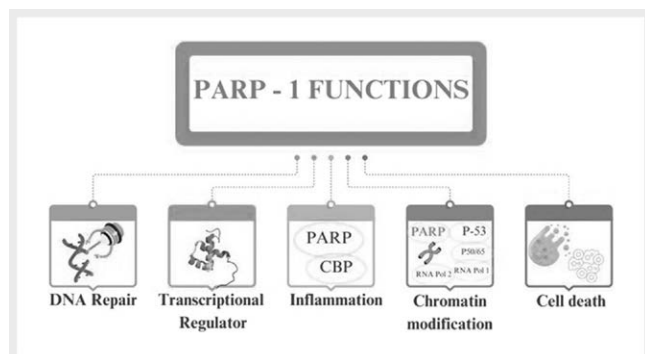 PARP - 1 FUNCTIONS
PARP
CBP
PARP P-53
P50/65
RNA Pol 2 RNA Pol 1
DNA Repair
Transcriptional
Regulator
Inflammation
Chromatin
modification
Cell death